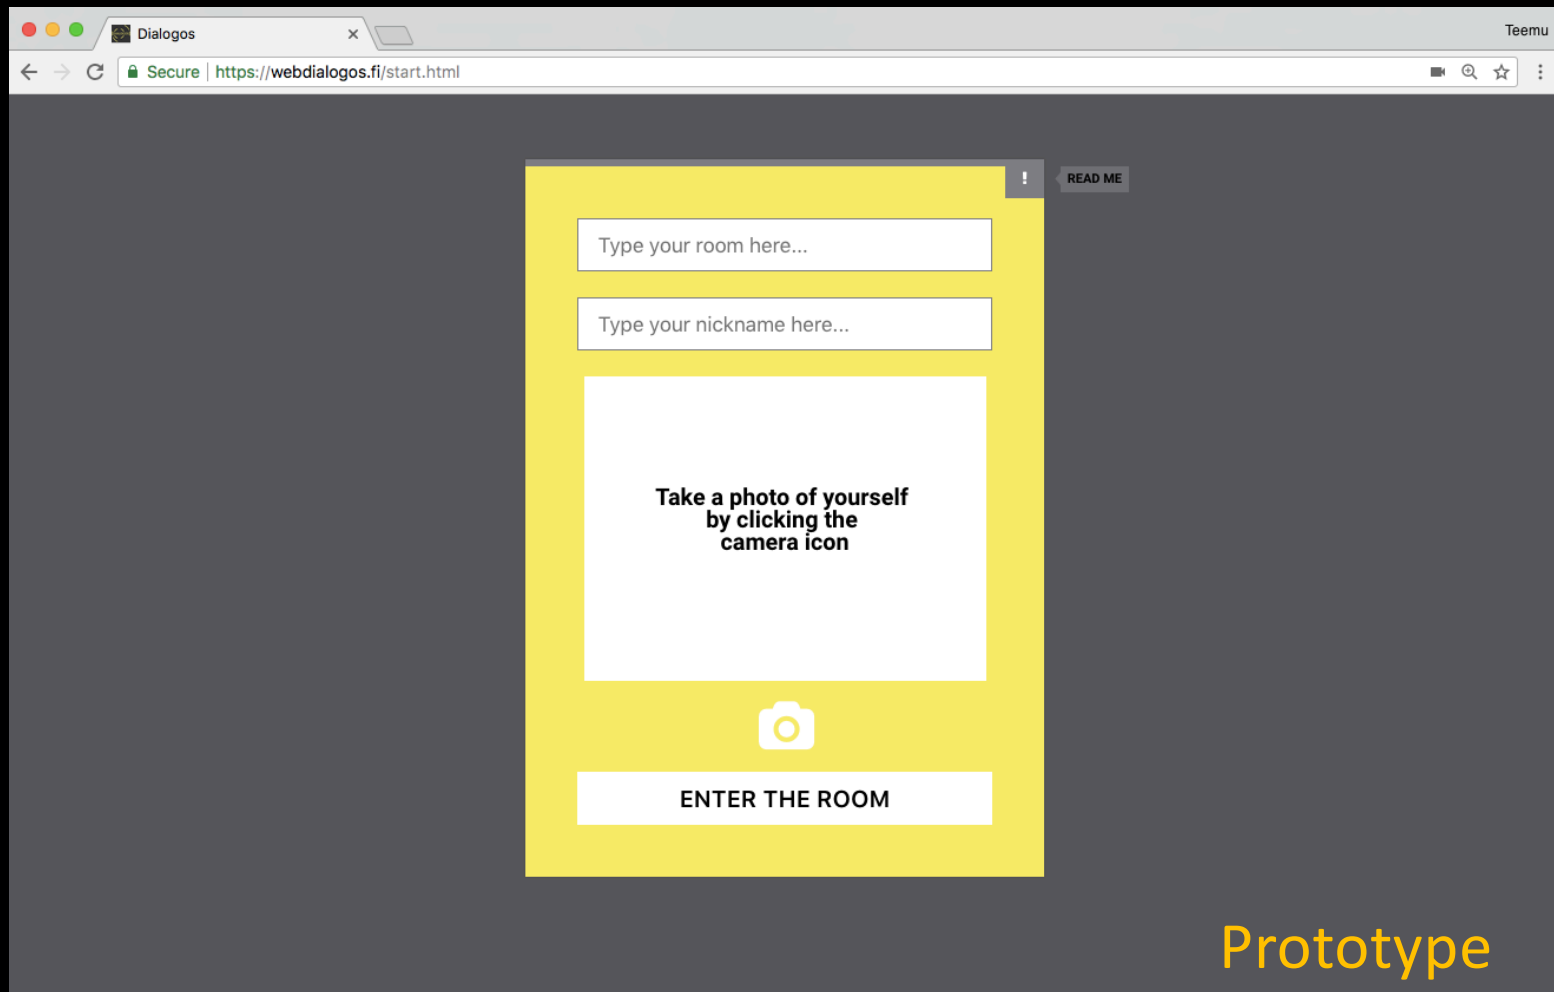 Dialogos
Teemu
Secure https://webdialogos.fi/start.html
! READ ME
Type your room here...
Type your nickname here...
Take a photo of yourself
by clicking the
camera icon
ENTER THE ROOM
Prototype